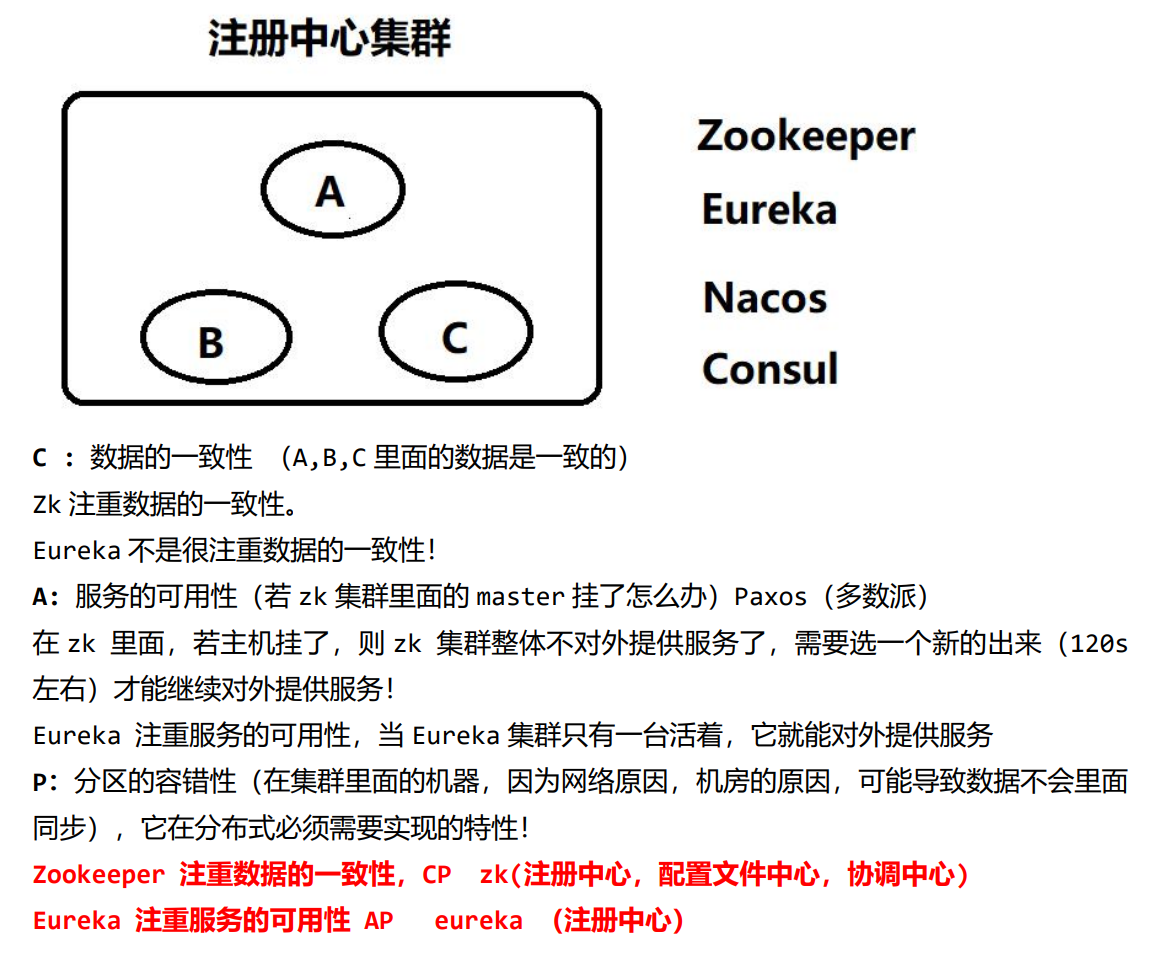 注册中心集群
A
B
C
Zookeeper
Eureka
Nacos
Consul
C : 数据的一致性 （A,B,C 里面的数据是一致的）
Zk 注重数据的一致性。
Eureka 不是很注重数据的一致性！
A: 服务的可用性（若 zk 集群里面的 master 挂了怎么办）Paxos（多数派）
在 zk 里面，若主机挂了，则 zk 集群整体不对外提供服务了，需要选一个新的出来（120s
左右）才能继续对外提供服务！
Eureka 注重服务的可用性，当 Eureka 集群只有一台活着，它就能对外提供服务
P: 分区的容错性（在集群里面的机器，因为网络原因，机房的原因，可能导致数据不会里面
同步），它在分布式必须需要实现的特性！
Zookeeper 注重数据的一致性，CP zk(注册中心，配置文件中心，协调中心）
Eureka 注重服务的可用性 AP eureka （注册中心）